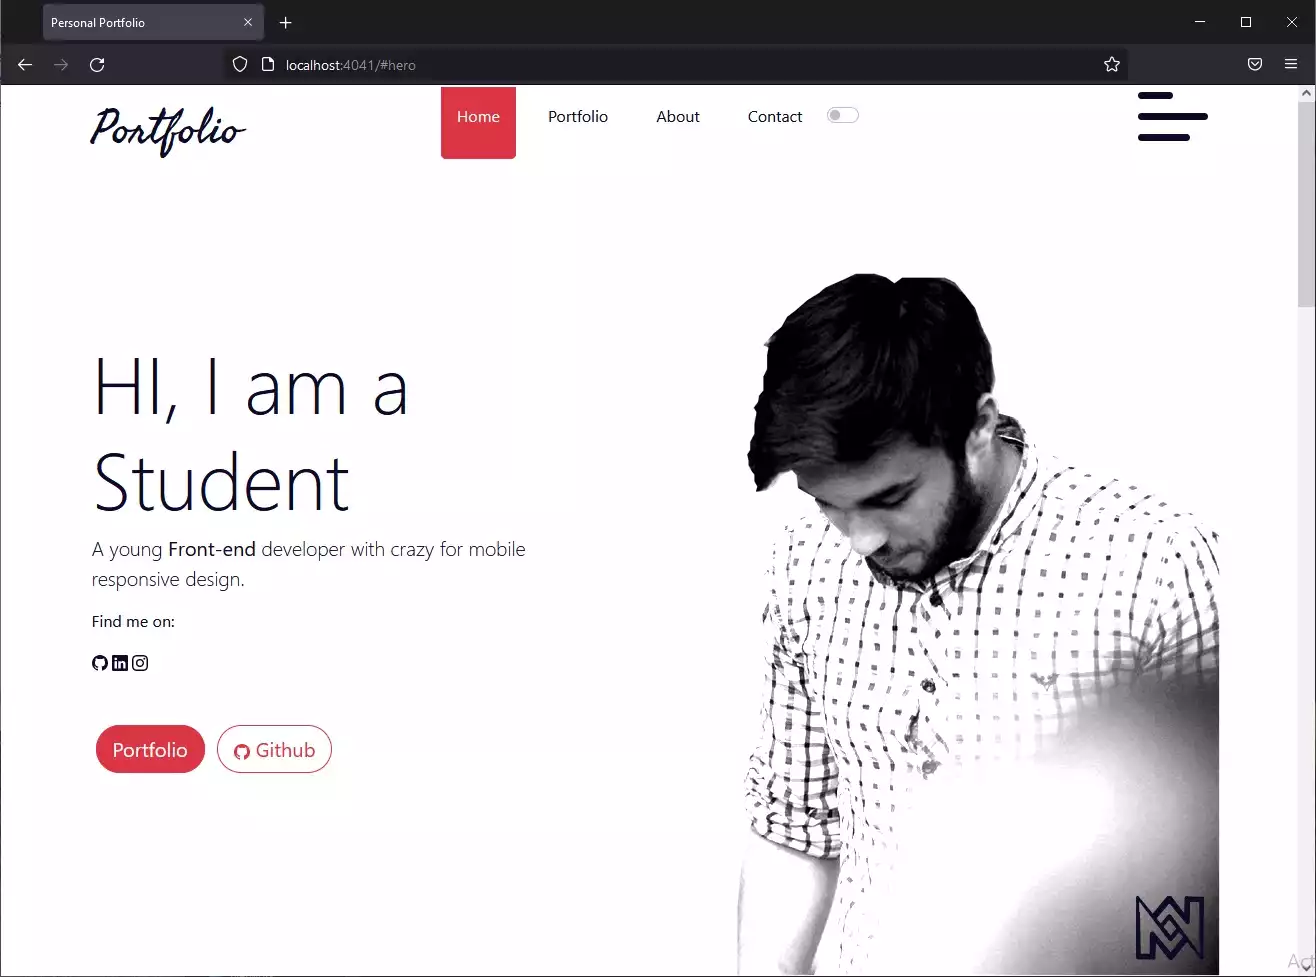 Personal Portfolio
localhost:4041/#hero
Portfolio
Home
Portfolio
About
Contact
HI, I am a
Student
A young Front-end developer with crazy for mobile
responsive design.
Find me on:
Portfolio
Github